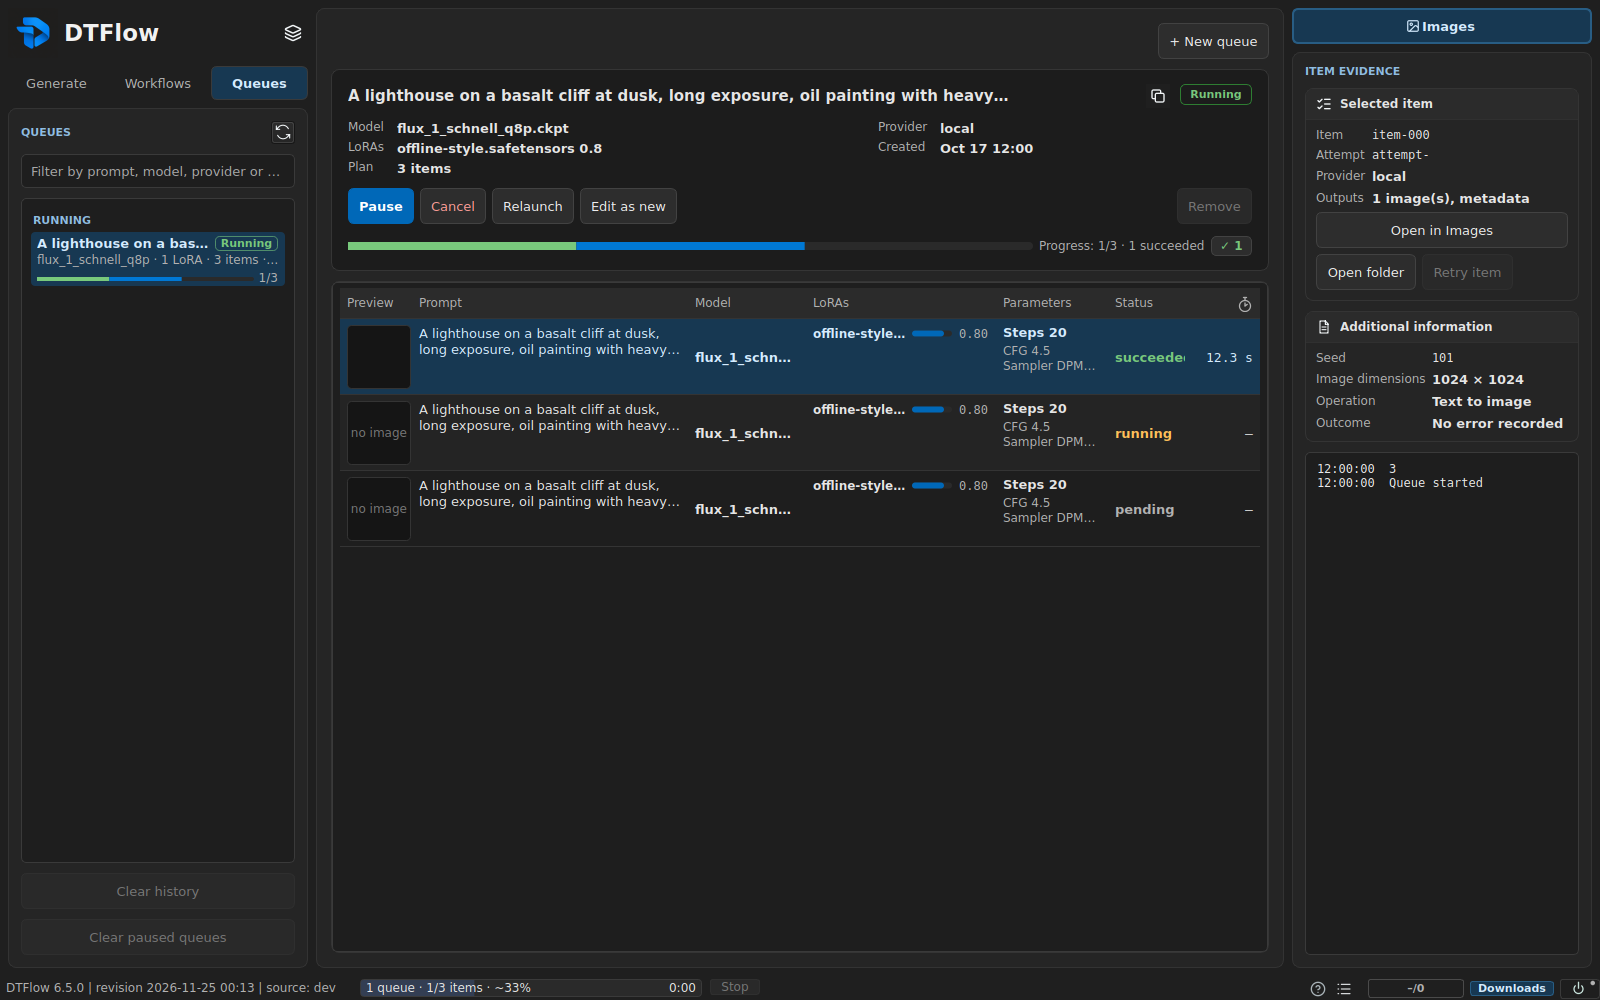 DTFlow
Generate Workflows Queues
QUEUES
Filter by prompt, model, provider or ...
RUNNING
A lighthouse on a bas... Running
flux_1_schnell_q8p · 1 LoRA · 3 items ·...
1/3
Clear history
Clear paused queues
+ New queue
A lighthouse on a basalt cliff at dusk, long exposure, oil painting with heavy... Running
Model flux_1_schnell_q8p.ckpt Provider local
LoRAs offline-style.safetensors 0.8 Created Oct 17 12:00
Plan 3 items
Pause Cancel Relaunch Edit as new Remove
Progress: 1/3 · 1 succeeded ✓ 1
Preview Prompt Model LoRAs Parameters Status
A lighthouse on a basalt cliff at dusk, offline-style... 0.80 Steps 20
long exposure, oil painting with heavy... flux_1_schn... CFG 4.5 succeeded 12.3 s
Sampler DPM...
no image A lighthouse on a basalt cliff at dusk, offline-style... 0.80 Steps 20
long exposure, oil painting with heavy... flux_1_schn... CFG 4.5 running –
Sampler DPM...
no image A lighthouse on a basalt cliff at dusk, offline-style... 0.80 Steps 20
long exposure, oil painting with heavy... flux_1_schn... CFG 4.5 pending –
Sampler DPM...
Images
ITEM EVIDENCE
Selected item
Item item-000
Attempt attempt-
Provider local
Outputs 1 image(s), metadata
Open in Images
Open folder Retry item
Additional information
Seed 101
Image dimensions 1024 × 1024
Operation Text to image
Outcome No error recorded
12:00:00 3
12:00:00 Queue started
DTFlow 6.5.0 | revision 2026-11-25 00:13 | source: dev 1 queue · 1/3 items · ~33% 0:00 Stop –/0 Downloads